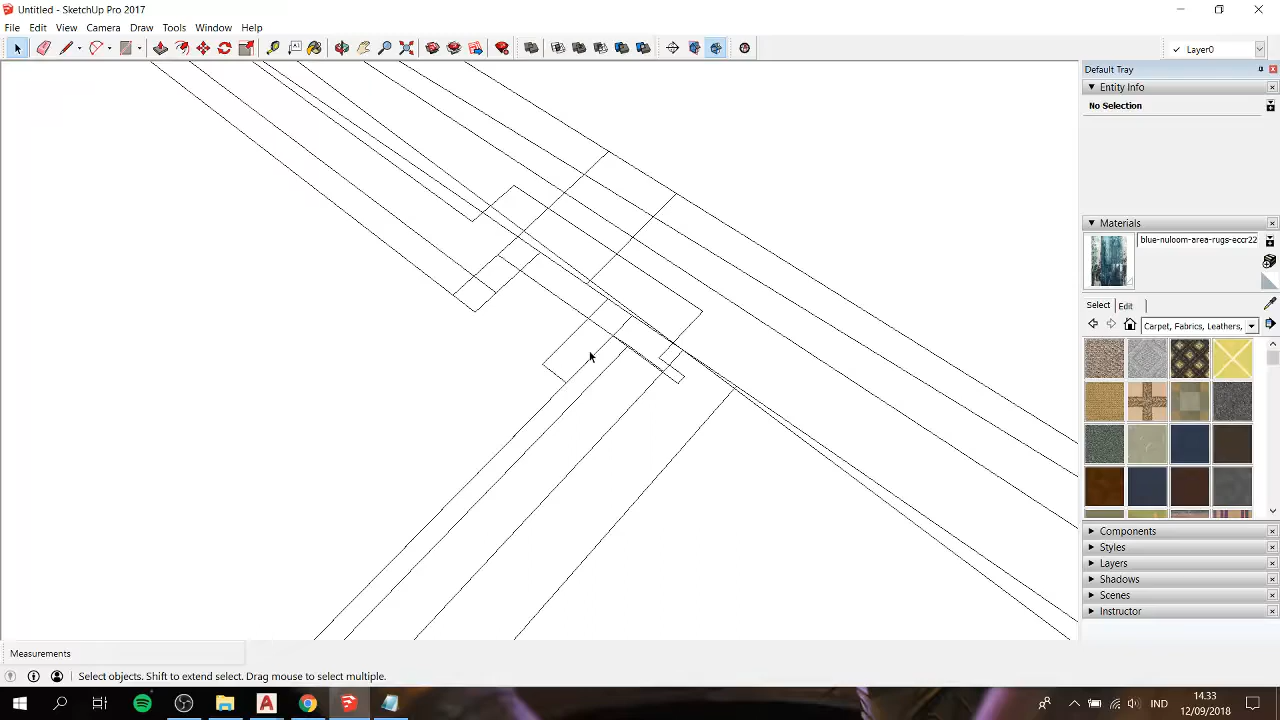 Untitled - SketchUp Pro 2017
File Edit View Camera Draw Tools Window Help
Layer0
Default Tray
Entity Info
No Selection
Materials
blue-nuloom-area-rugs-eccr22
Select Edit
Carpet, Fabrics, Leathers,
Components
Styles
Layers
Shadows
Scenes
Instructor
Measurements
Select objects. Shift to extend select. Drag mouse to select multiple.
IND
14.33
12/09/2018